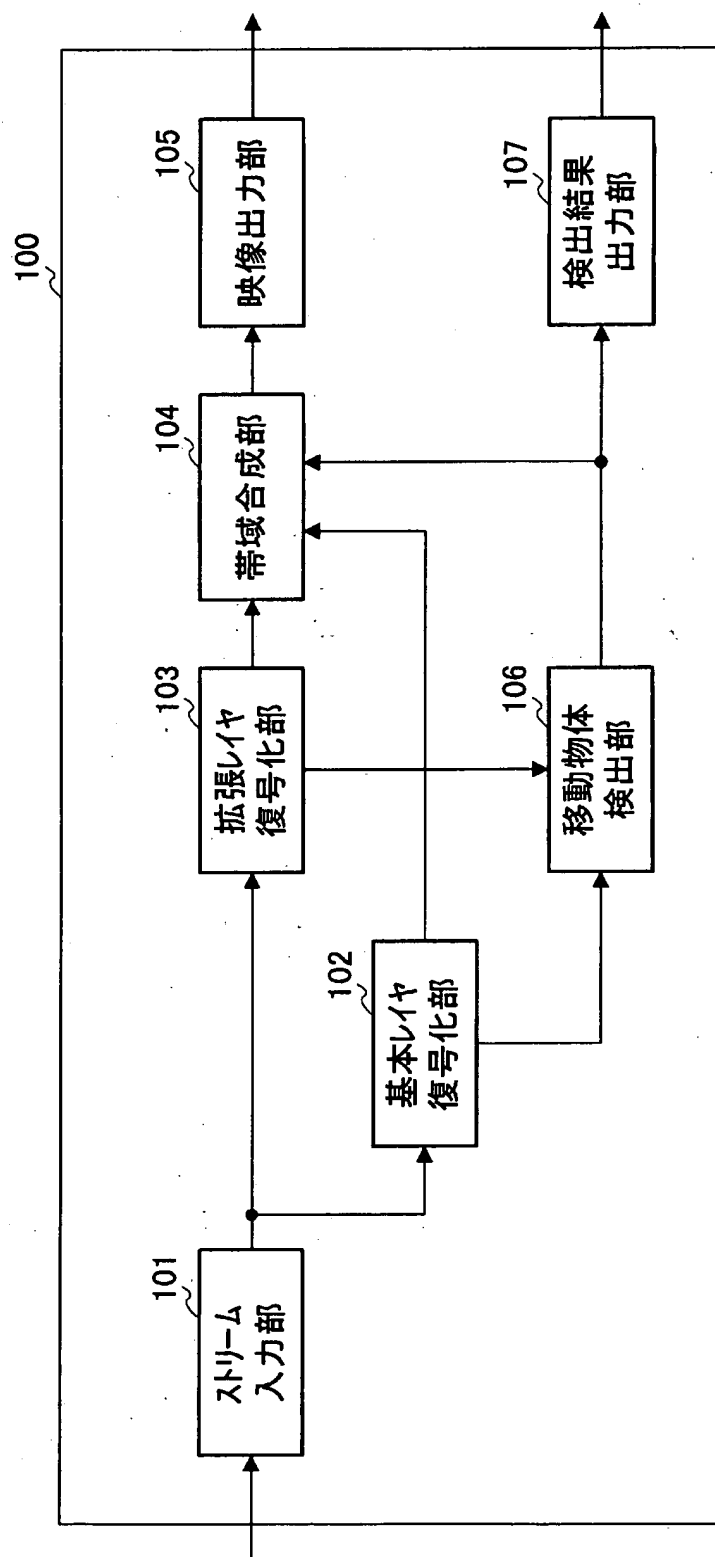 100
101
ストリーム
入力部
102
基本レイヤ
復号化部
103
拡張レイヤ
復号化部
104
帯域合成部
105
映像出力部
106
移動物体
検出部
107
検出結果
出力部